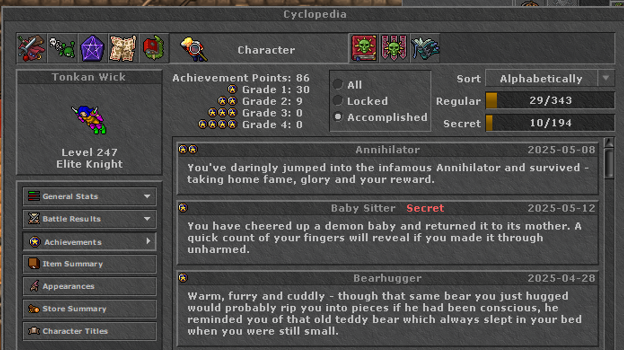 Cyclopedia
Character
Tonkan Wick
Level 247
Elite Knight
General Stats
Battle Results
Achievements
Item Summary
Appearances
Store Summary
Character Titles
Achievement Points: 86
Grade 1: 30
Grade 2: 9
Grade 3: 0
Grade 4: 0
All
Locked
Accomplished
Sort Alphabetically
Regular 29/343
Secret 10/194
Annihilator 2025-05-08
You've daringly jumped into the infamous Annihilator and survived -
taking home fame, glory and your reward.
Baby Sitter Secret 2025-05-12
You have cheered up a demon baby and returned it to its mother. A
quick count of your fingers will reveal if you made it through
unharmed.
Bearhugger 2025-04-28
Warm, furry and cuddly - though that same bear you just hugged
would probably rip you into pieces if he had been conscious, he
reminded you of that old teddy bear which always slept in your bed
when you were still small.